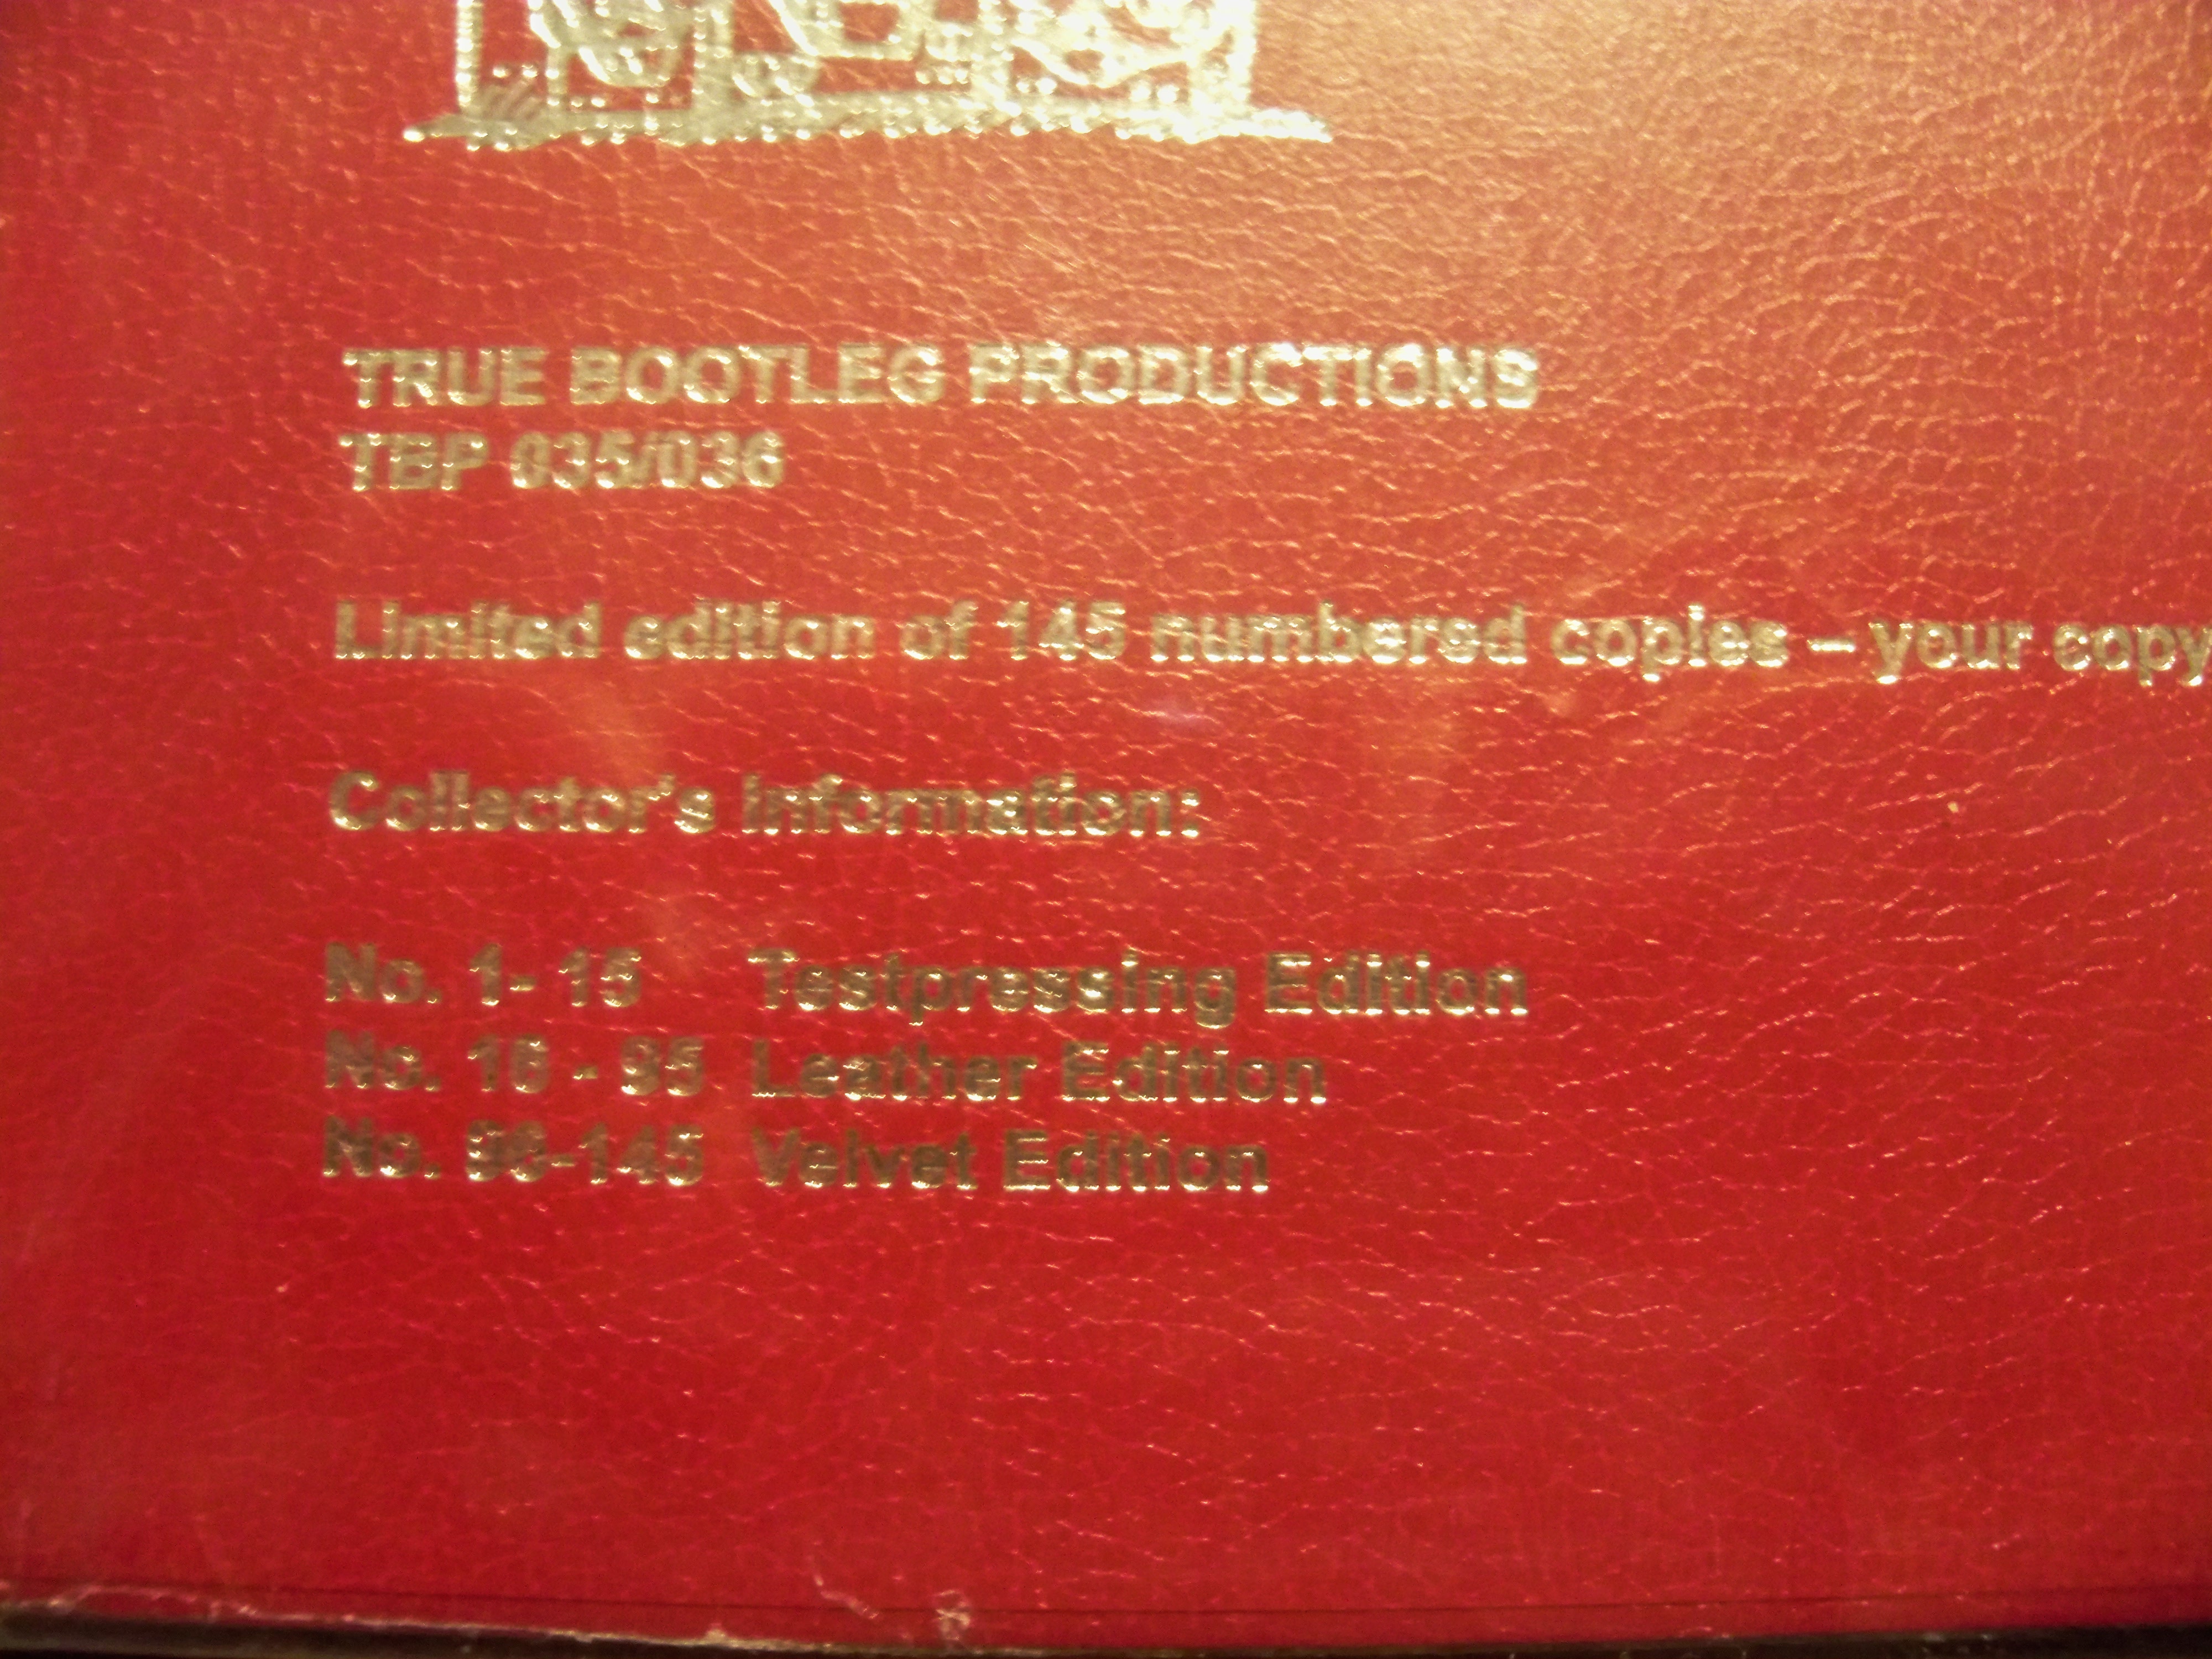 TRUE BOOTLEG PRODUCTIONS
TBP 035/036
Limited edition of 145 numbered copies – your copy
Collector's Information:
No. 1- 15 Testpressing Edition
No. 16 - 95 Leather Edition
No. 96-145 Velvet Edition